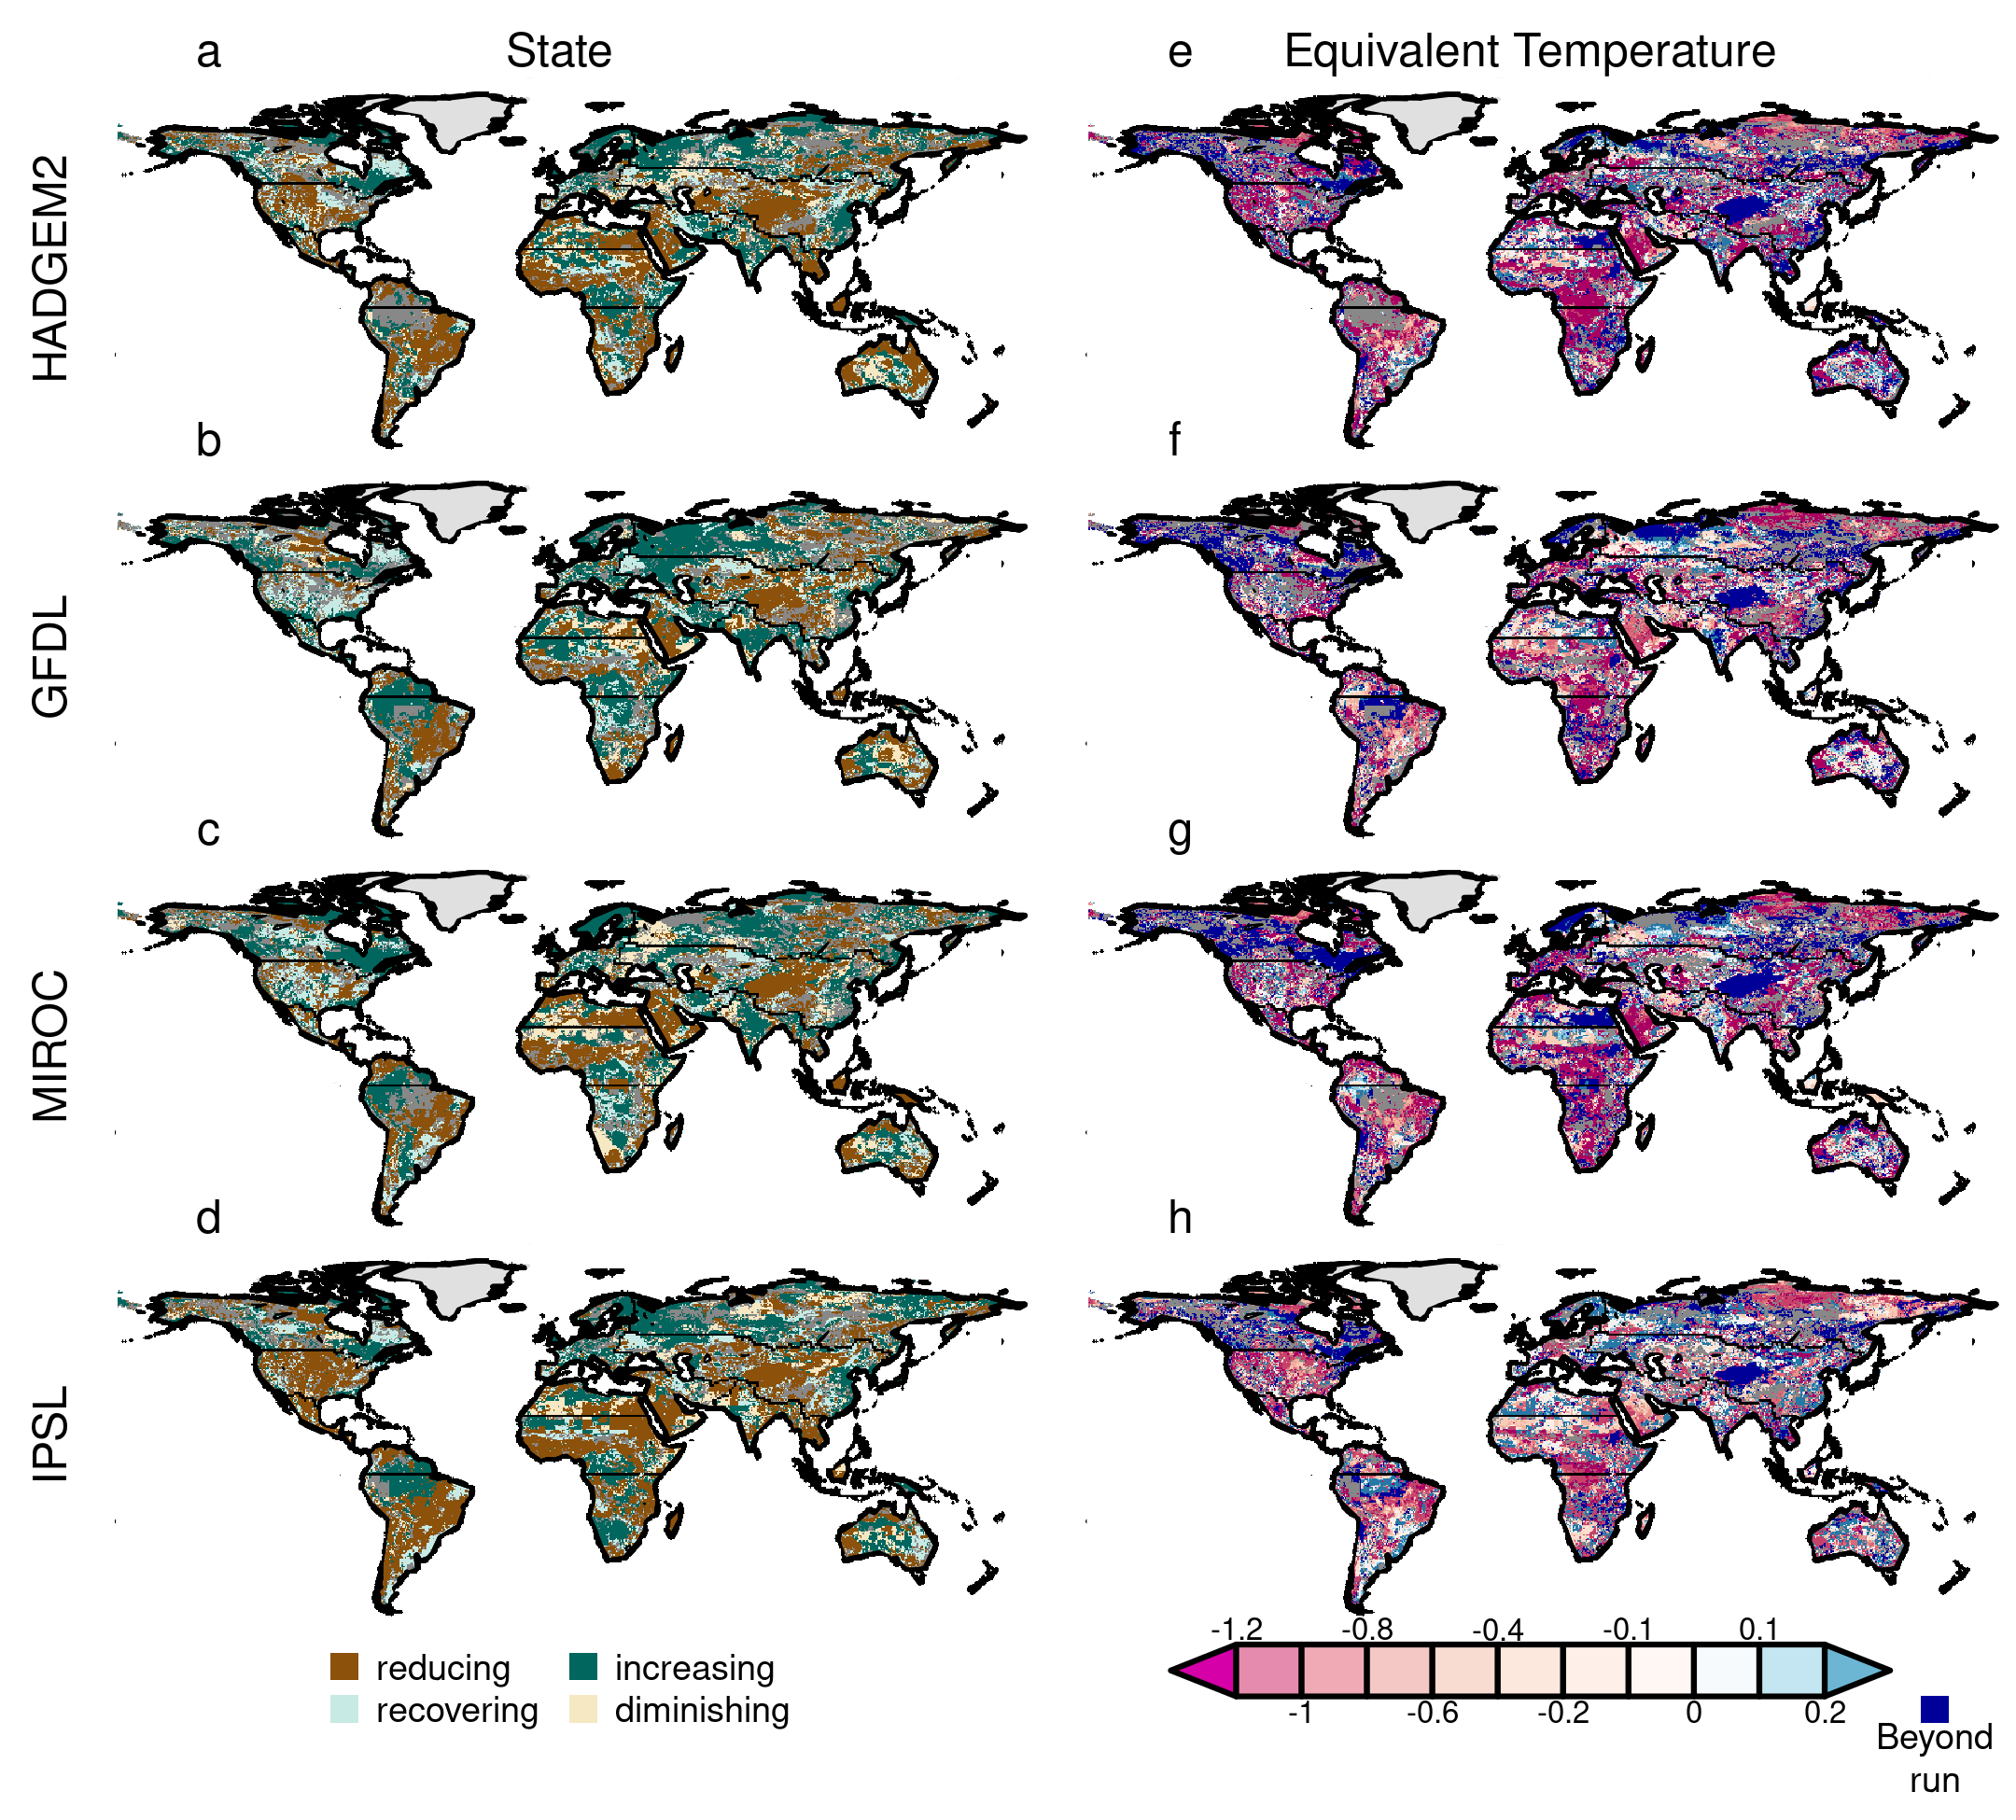 a State e Equivalent Temperature
HADGEM2
b f
GFDL
c g
MIROC
d h
IPSL
reducing increasing
recovering diminishing
-1.2 -0.8 -0.4 -0.1 0.1
-1 -0.6 -0.2 0 0.2
Beyond
run